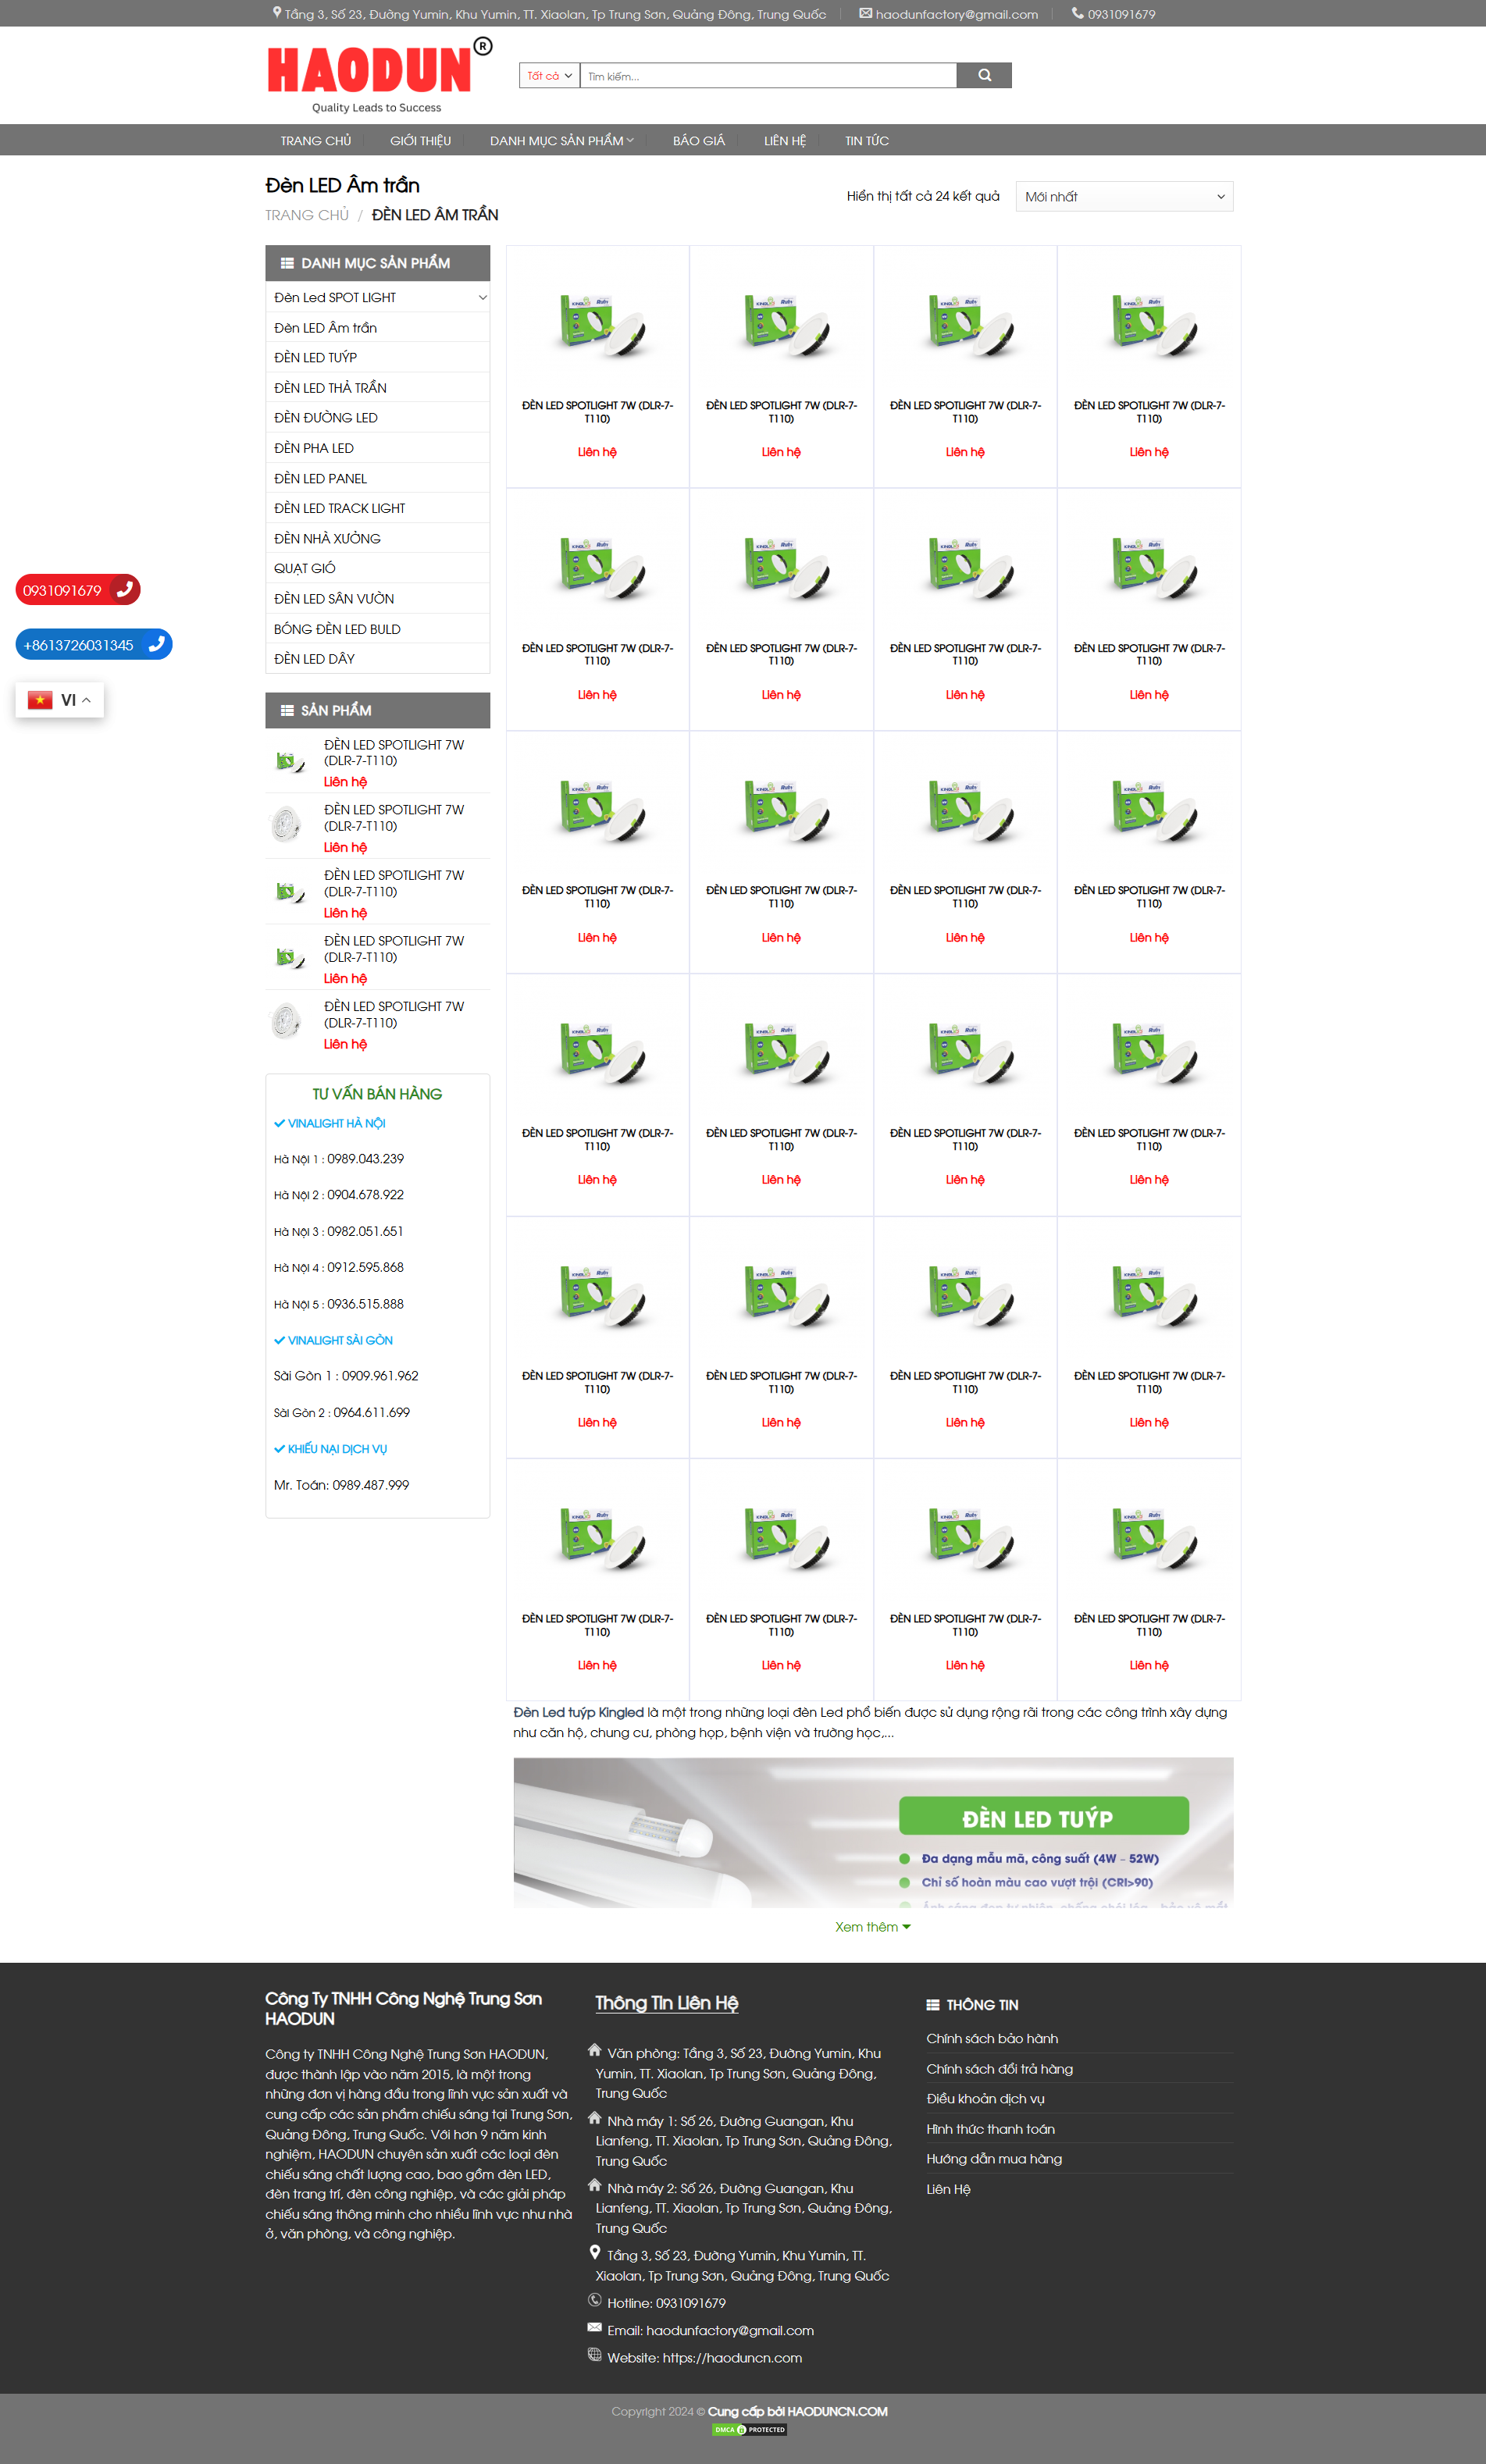 Tầng 3, Số 23, Đường Yumin, Khu Yumin, TT. Xiaolan, Tp Trung Sơn, Quảng Đông, Trung Quốc
haodunfactory@gmail.com
0931091679
HAODUN ®
Quality Leads to Success
Tất cả
Tìm kiếm...
TRANG CHỦ
GIỚI THIỆU
DANH MỤC SẢN PHẨM
BÁO GIÁ
LIÊN HỆ
TIN TỨC
Đèn LED Âm trần
TRANG CHỦ / ĐÈN LED ÂM TRẦN
Hiển thị tất cả 24 kết quả
Mới nhất
DANH MỤC SẢN PHẨM
Đèn Led SPOT LIGHT
Đèn LED Âm trần
ĐÈN LED TUÝP
ĐÈN LED THẢ TRẦN
ĐÈN ĐƯỜNG LED
ĐÈN PHA LED
ĐÈN LED PANEL
ĐÈN LED TRACK LIGHT
ĐÈN NHÀ XƯỞNG
QUẠT GIÓ
ĐÈN LED SÂN VƯỜN
BÓNG ĐÈN LED BULD
ĐÈN LED DÂY
0931091679
+8613726031345
VI
SẢN PHẨM
ĐÈN LED SPOTLIGHT 7W
(DLR-7-T110)
Liên hệ
ĐÈN LED SPOTLIGHT 7W
(DLR-7-T110)
Liên hệ
ĐÈN LED SPOTLIGHT 7W
(DLR-7-T110)
Liên hệ
ĐÈN LED SPOTLIGHT 7W
(DLR-7-T110)
Liên hệ
ĐÈN LED SPOTLIGHT 7W
(DLR-7-T110)
Liên hệ
TƯ VẤN BÁN HÀNG
VINALIGHT HÀ NỘI
Hà Nội 1 : 0989.043.239
Hà Nội 2 : 0904.678.922
Hà Nội 3 : 0982.051.651
Hà Nội 4 : 0912.595.868
Hà Nội 5 : 0936.515.888
VINALIGHT SÀI GÒN
Sài Gòn 1 : 0909.961.962
Sài Gòn 2 : 0964.611.699
KHIẾU NẠI DỊCH VỤ
Mr. Toán: 0989.487.999
ĐÈN LED SPOTLIGHT 7W (DLR-7- ĐÈN LED SPOTLIGHT 7W (DLR-7- ĐÈN LED SPOTLIGHT 7W (DLR-7- ĐÈN LED SPOTLIGHT 7W (DLR-7-
T110) T110) T110) T110)
Liên hệ Liên hệ Liên hệ Liên hệ
ĐÈN LED SPOTLIGHT 7W (DLR-7- ĐÈN LED SPOTLIGHT 7W (DLR-7- ĐÈN LED SPOTLIGHT 7W (DLR-7- ĐÈN LED SPOTLIGHT 7W (DLR-7-
T110) T110) T110) T110)
Liên hệ Liên hệ Liên hệ Liên hệ
ĐÈN LED SPOTLIGHT 7W (DLR-7- ĐÈN LED SPOTLIGHT 7W (DLR-7- ĐÈN LED SPOTLIGHT 7W (DLR-7- ĐÈN LED SPOTLIGHT 7W (DLR-7-
T110) T110) T110) T110)
Liên hệ Liên hệ Liên hệ Liên hệ
ĐÈN LED SPOTLIGHT 7W (DLR-7- ĐÈN LED SPOTLIGHT 7W (DLR-7- ĐÈN LED SPOTLIGHT 7W (DLR-7- ĐÈN LED SPOTLIGHT 7W (DLR-7-
T110) T110) T110) T110)
Liên hệ Liên hệ Liên hệ Liên hệ
ĐÈN LED SPOTLIGHT 7W (DLR-7- ĐÈN LED SPOTLIGHT 7W (DLR-7- ĐÈN LED SPOTLIGHT 7W (DLR-7- ĐÈN LED SPOTLIGHT 7W (DLR-7-
T110) T110) T110) T110)
Liên hệ Liên hệ Liên hệ Liên hệ
ĐÈN LED SPOTLIGHT 7W (DLR-7- ĐÈN LED SPOTLIGHT 7W (DLR-7- ĐÈN LED SPOTLIGHT 7W (DLR-7- ĐÈN LED SPOTLIGHT 7W (DLR-7-
T110) T110) T110) T110)
Liên hệ Liên hệ Liên hệ Liên hệ
Đèn Led tuýp Kingled là một trong những loại đèn Led phổ biến được sử dụng rộng rãi trong các công trình xây dựng
như căn hộ, chung cư, phòng họp, bệnh viện và trường học,...
ĐÈN LED TUÝP
Đa dạng mẫu mã, công suất (4W – 52W)
Chỉ số hoàn màu cao vượt trội (CRI>90)
Ánh sáng đẹp tự nhiên, chống chói lóa – bảo vệ mắt
Xem thêm
Công Ty TNHH Công Nghệ Trung Sơn
HAODUN
Công ty TNHH Công Nghệ Trung Sơn HAODUN,
được thành lập vào năm 2015, là một trong
những đơn vị hàng đầu trong lĩnh vực sản xuất và
cung cấp các sản phẩm chiếu sáng tại Trung Sơn,
Quảng Đông, Trung Quốc. Với hơn 9 năm kinh
nghiệm, HAODUN chuyên sản xuất các loại đèn
chiếu sáng chất lượng cao, bao gồm đèn LED,
đèn trang trí, đèn công nghiệp, và các giải pháp
chiếu sáng thông minh cho nhiều lĩnh vực như nhà
ở, văn phòng, và công nghiệp.
Thông Tin Liên Hệ
Văn phòng: Tầng 3, Số 23, Đường Yumin, Khu
Yumin, TT. Xiaolan, Tp Trung Sơn, Quảng Đông,
Trung Quốc
Nhà máy 1: Số 26, Đường Guangan, Khu
Lianfeng, TT. Xiaolan, Tp Trung Sơn, Quảng Đông,
Trung Quốc
Nhà máy 2: Số 26, Đường Guangan, Khu
Lianfeng, TT. Xiaolan, Tp Trung Sơn, Quảng Đông,
Trung Quốc
Tầng 3, Số 23, Đường Yumin, Khu Yumin, TT.
Xiaolan, Tp Trung Sơn, Quảng Đông, Trung Quốc
Hotline: 0931091679
Email: haodunfactory@gmail.com
Website: https://haoduncn.com
THÔNG TIN
Chính sách bảo hành
Chính sách đổi trả hàng
Điều khoản dịch vụ
Hình thức thanh toán
Hướng dẫn mua hàng
Liên Hệ
Copyright 2024 © Cung cấp bởi HAODUNCN.COM
DMCA PROTECTED